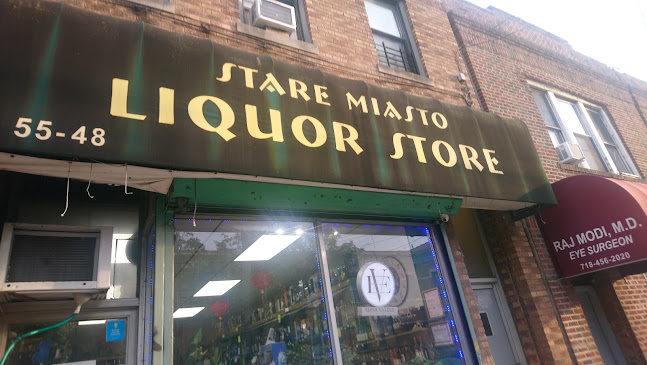 STARE MIASTO
LIQUOR STORE
55-48
RAJ MODI, M.D.
EYE SURGEON
718-456-2020